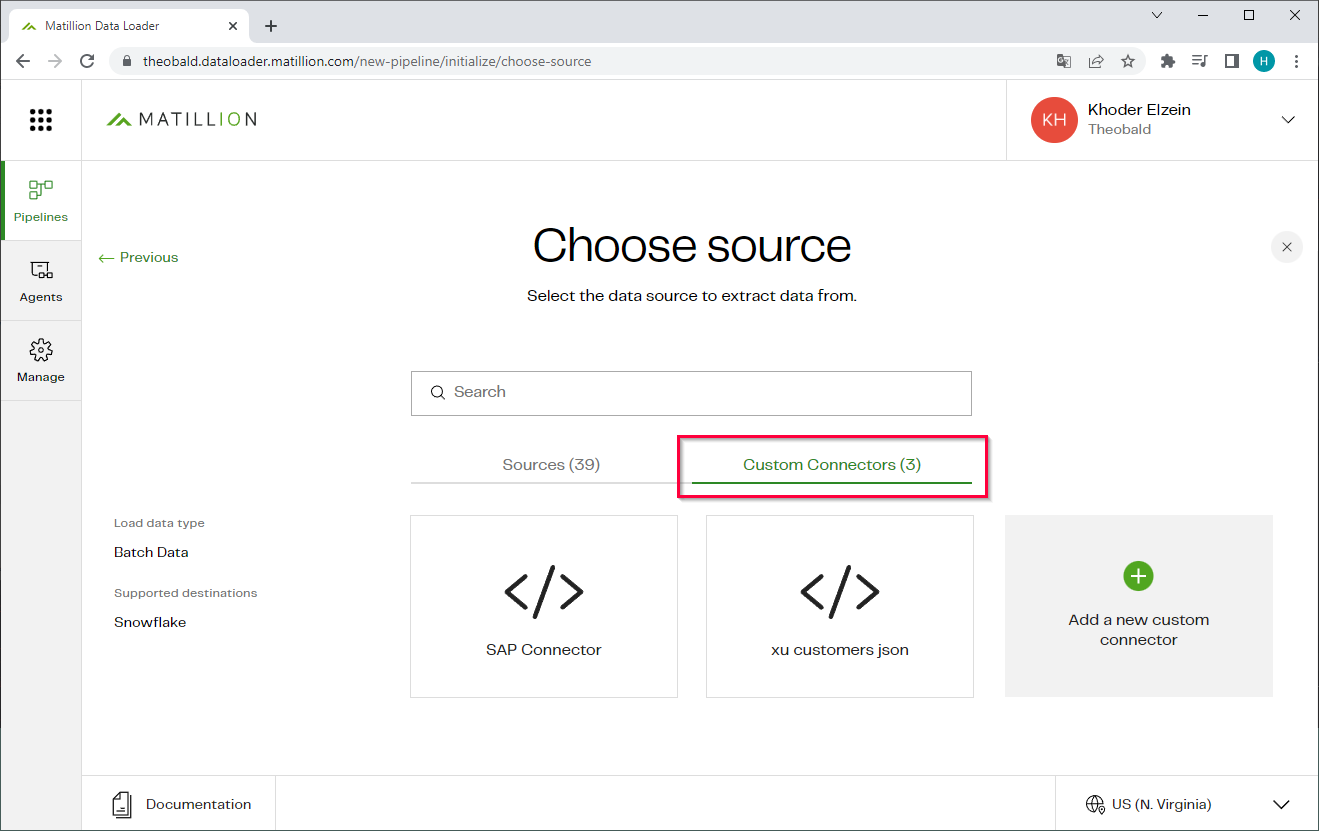 Matillion Data Loader
theobald.dataloader.matillion.com/new-pipeline/initialize/choose-source
H
MATILLION
KH
Khoder Elzein
Theobald
Pipelines
Agents
Manage
← Previous
Choose source
Select the data source to extract data from.
Search
Sources (39)
Custom Connectors (3)
Load data type
Batch Data
Supported destinations
Snowflake
</>
SAP Connector
</>
xu customers json
Add a new custom
connector
Documentation
US (N. Virginia)